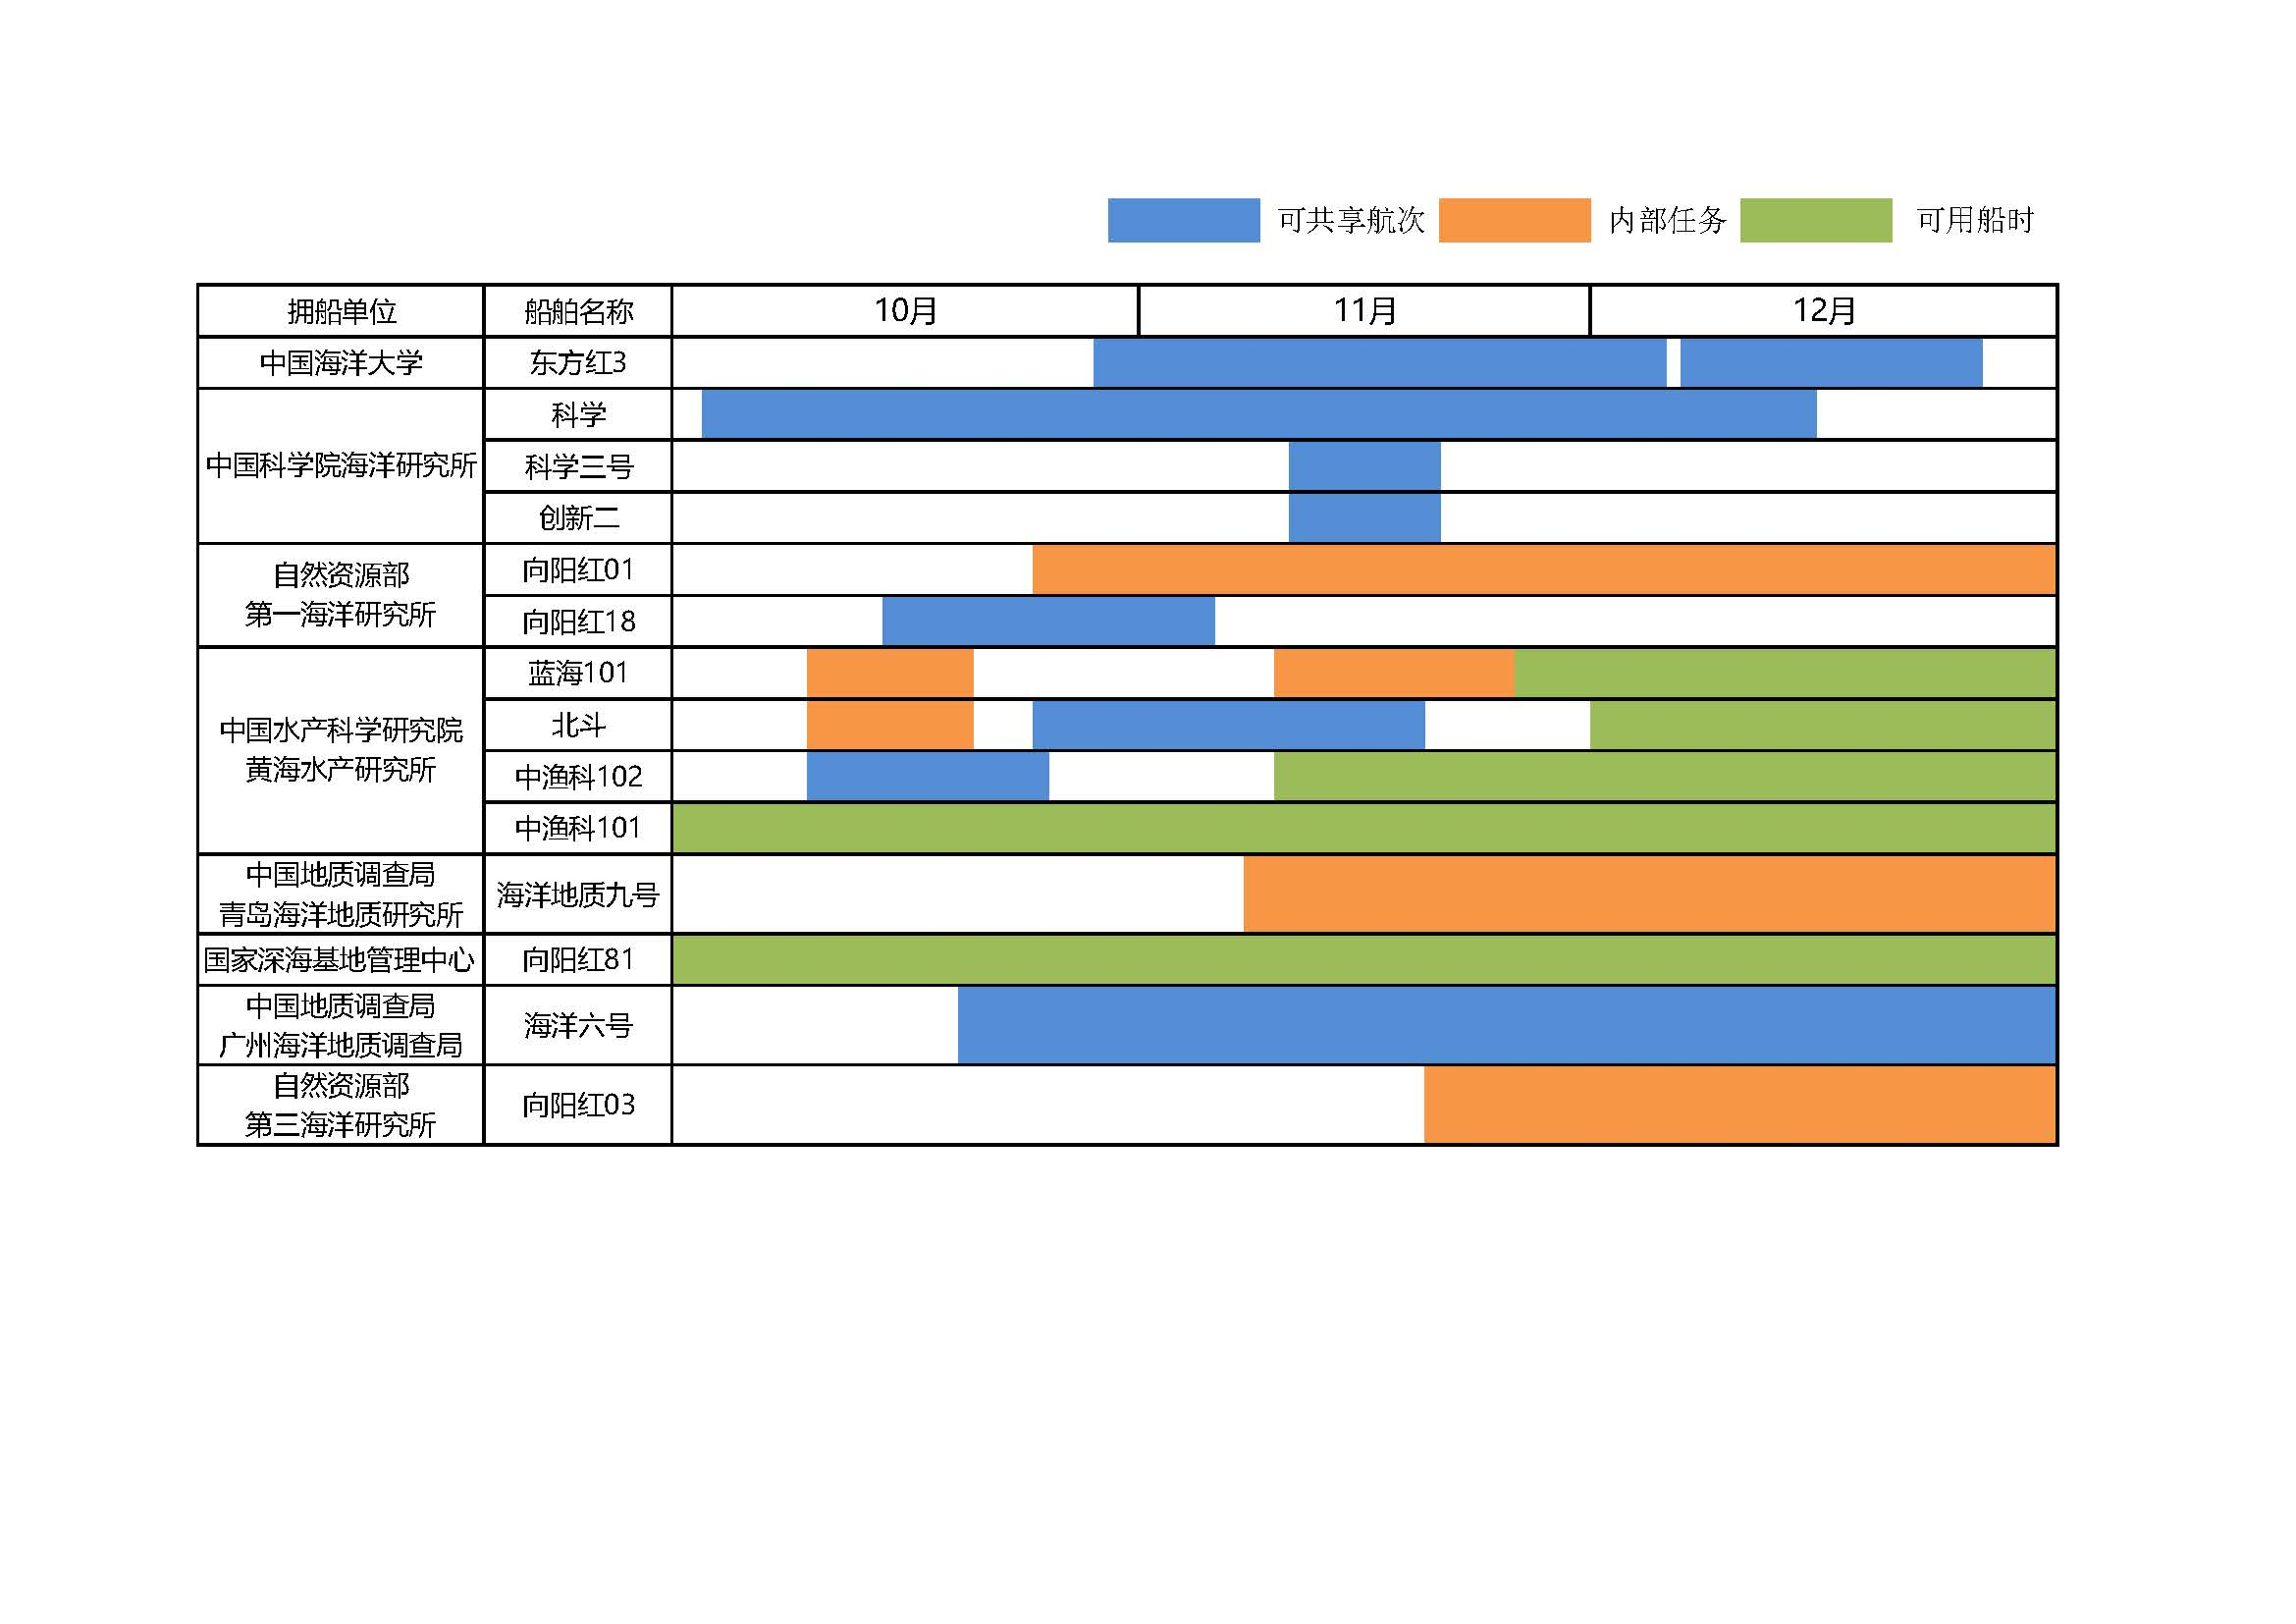 可共享航次 内部任务 可用船时
拥船单位 船舶名称 10月 11月 12月
中国海洋大学 东方红3
中国科学院海洋研究所 科学
科学三号
创新二
自然资源部
第一海洋研究所
向阳红01
向阳红18
中国水产科学研究院
黄海水产研究所
蓝海101
北斗
中渔科102
中渔科101
中国地质调查局
青岛海洋地质研究所
海洋地质九号
国家深海基地管理中心 向阳红81
中国地质调查局
广州海洋地质调查局
海洋六号
自然资源部
第三海洋研究所
向阳红03